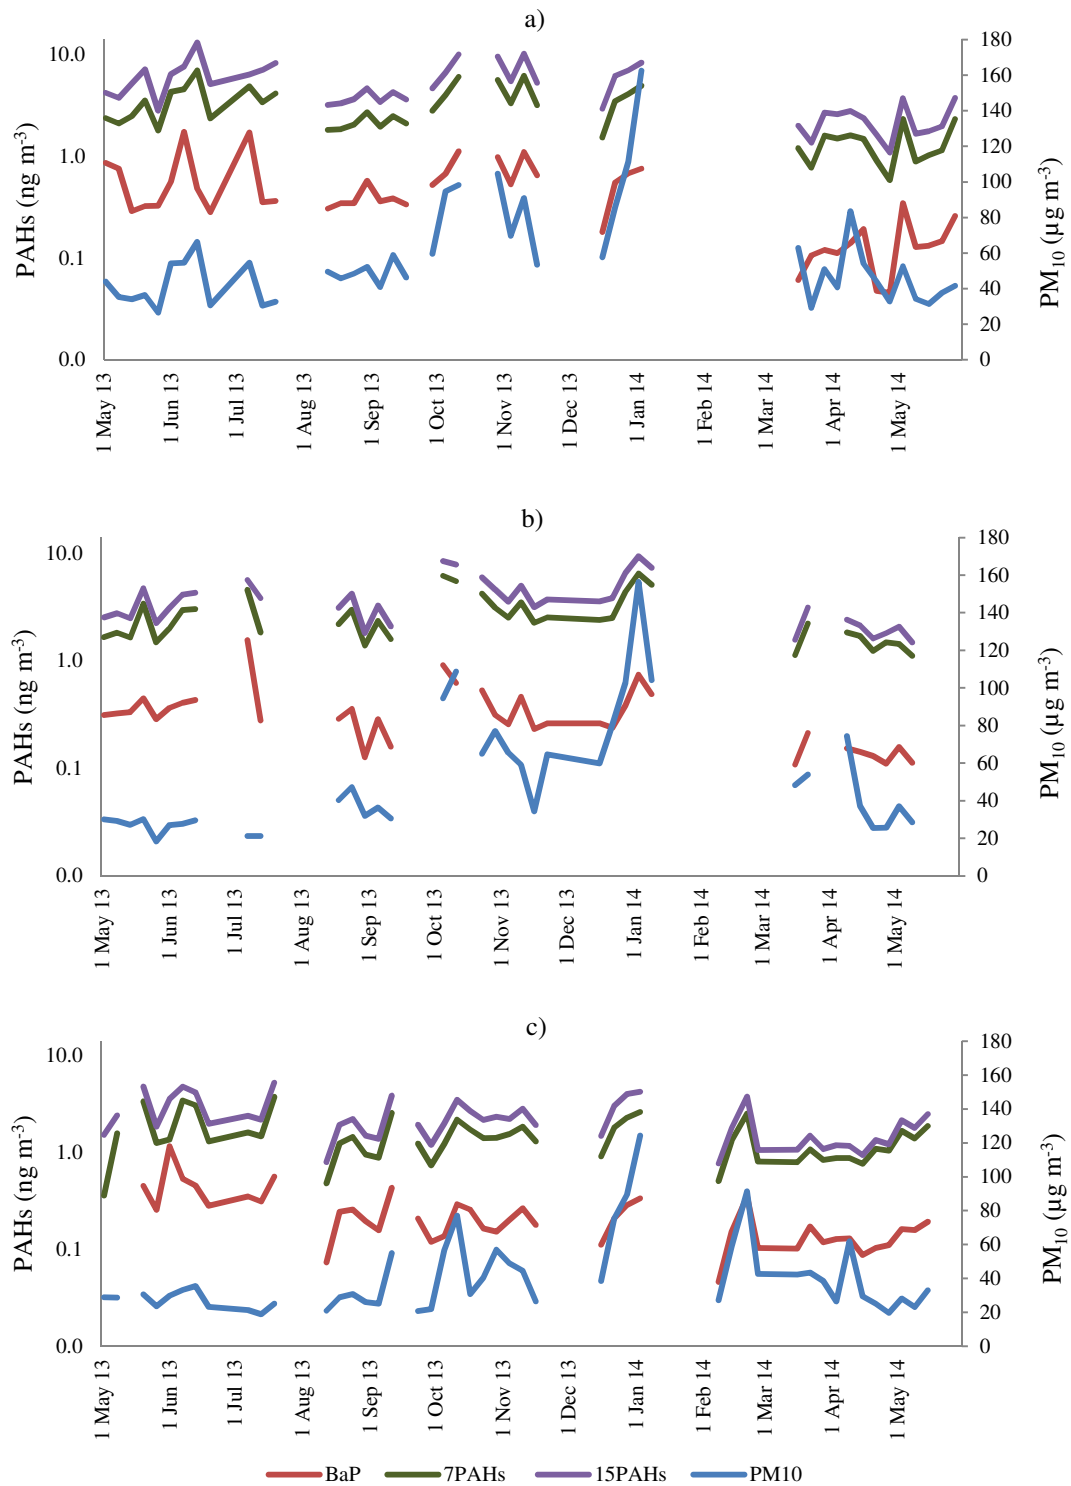 a)
PAHs (ng m-3)
10.0
1.0
0.1
0.0
180
160
140
120
100
80
60
40
20
0
PM10 (µg m-3)
1 May 13
1 Jun 13
1 Jul 13
1 Aug 13
1 Sep 13
1 Oct 13
1 Nov 13
1 Dec 13
1 Jan 14
1 Feb 14
1 Mar 14
1 Apr 14
1 May 14
b)
PAHs (ng m-3)
10.0
1.0
0.1
0.0
180
160
140
120
100
80
60
40
20
0
PM10 (µg m-3)
1 May 13
1 Jun 13
1 Jul 13
1 Aug 13
1 Sep 13
1 Oct 13
1 Nov 13
1 Dec 13
1 Jan 14
1 Feb 14
1 Mar 14
1 Apr 14
1 May 14
c)
PAHs (ng m-3)
10.0
1.0
0.1
0.0
180
160
140
120
100
80
60
40
20
0
PM10 (µg m-3)
1 May 13
1 Jun 13
1 Jul 13
1 Aug 13
1 Sep 13
1 Oct 13
1 Nov 13
1 Dec 13
1 Jan 14
1 Feb 14
1 Mar 14
1 Apr 14
1 May 14
BaP 7PAHs 15PAHs PM10